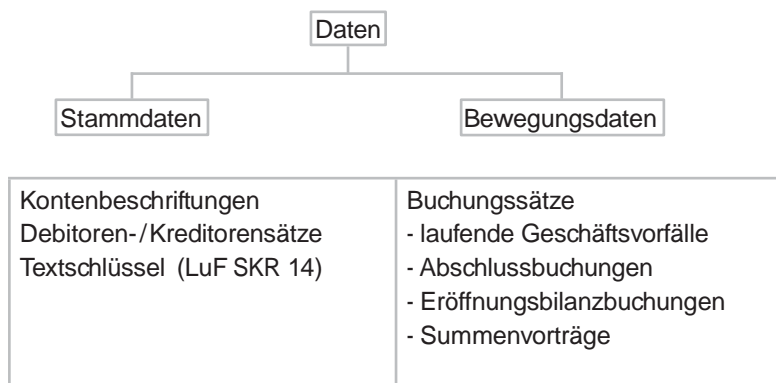 Daten
Stammdaten
Bewegungsdaten
Kontenbeschriftungen
Debitoren-/Kreditorensätze
Textschlüssel (LuF SKR 14)
Buchungssätze
- laufende Geschäftsvorfälle
- Abschlussbuchungen
- Eröffnungsbilanzbuchungen
- Summenvorträge